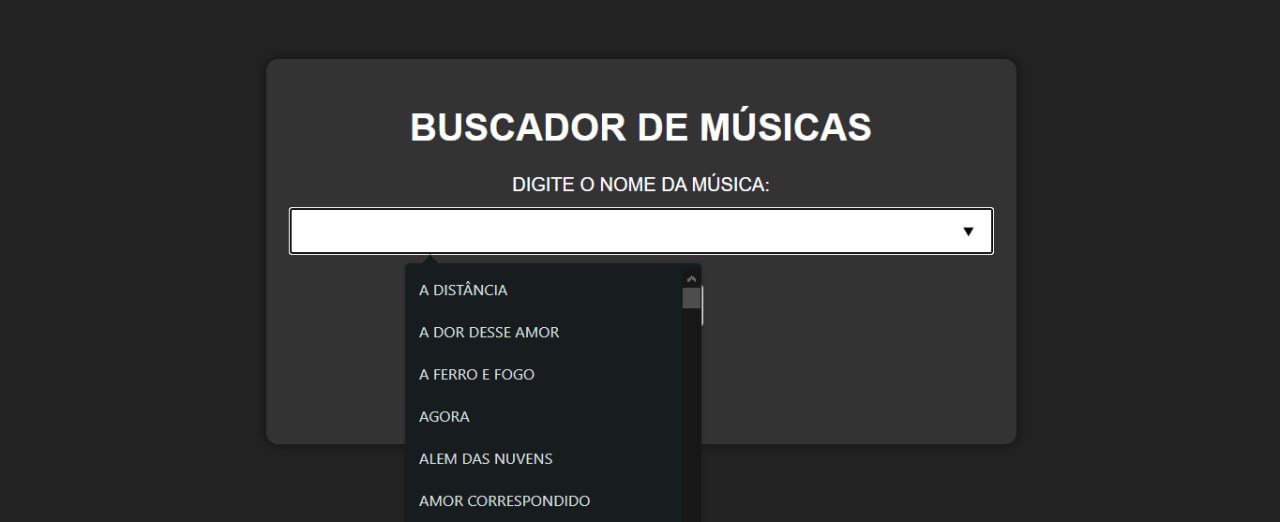 BUSCADOR DE MÚSICAS
DIGITE O NOME DA MÚSICA:
A DISTÂNCIA
A DOR DESSE AMOR
A FERRO E FOGO
AGORA
ALEM DAS NUVENS
AMOR CORRESPONDIDO